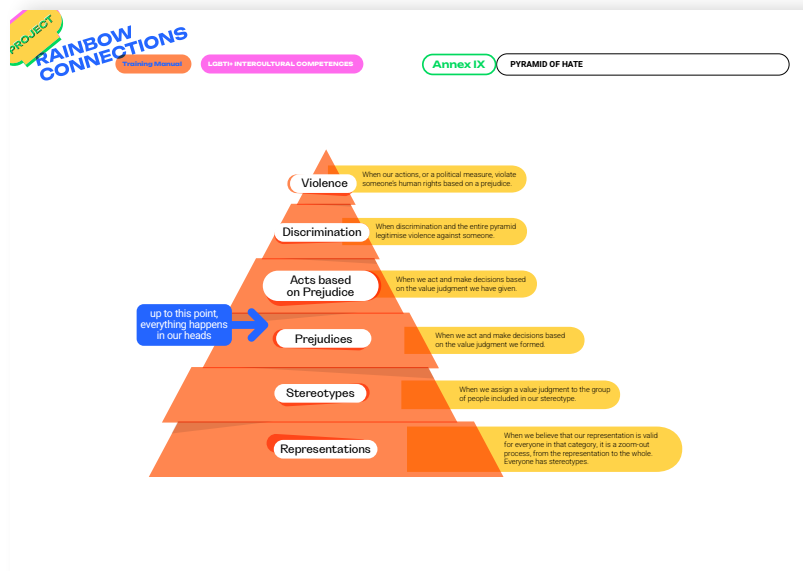 PROJECT
RAINBOW
CONNECTIONS
Training Manual
LGBTI+ INTERCULTURAL COMPETENCES
Annex IX
PYRAMID OF HATE
Violence
When our actions, or a political measure, violate
someone's human rights based on a prejudice.
Discrimination
When discrimination and the entire pyramid
legitimise violence against someone.
Acts based
on Prejudice
When we act and make decisions based
on the value judgment we have given.
up to this point,
everything happens
in our heads
Prejudices
When we act and make decisions based
on the value judgment we formed.
Stereotypes
When we assign a value judgment to the group
of people included in our stereotype.
Representations
When we believe that our representation is valid
for everyone in that category, it is a zoom-out
process, from the representation to the whole.
Everyone has stereotypes.